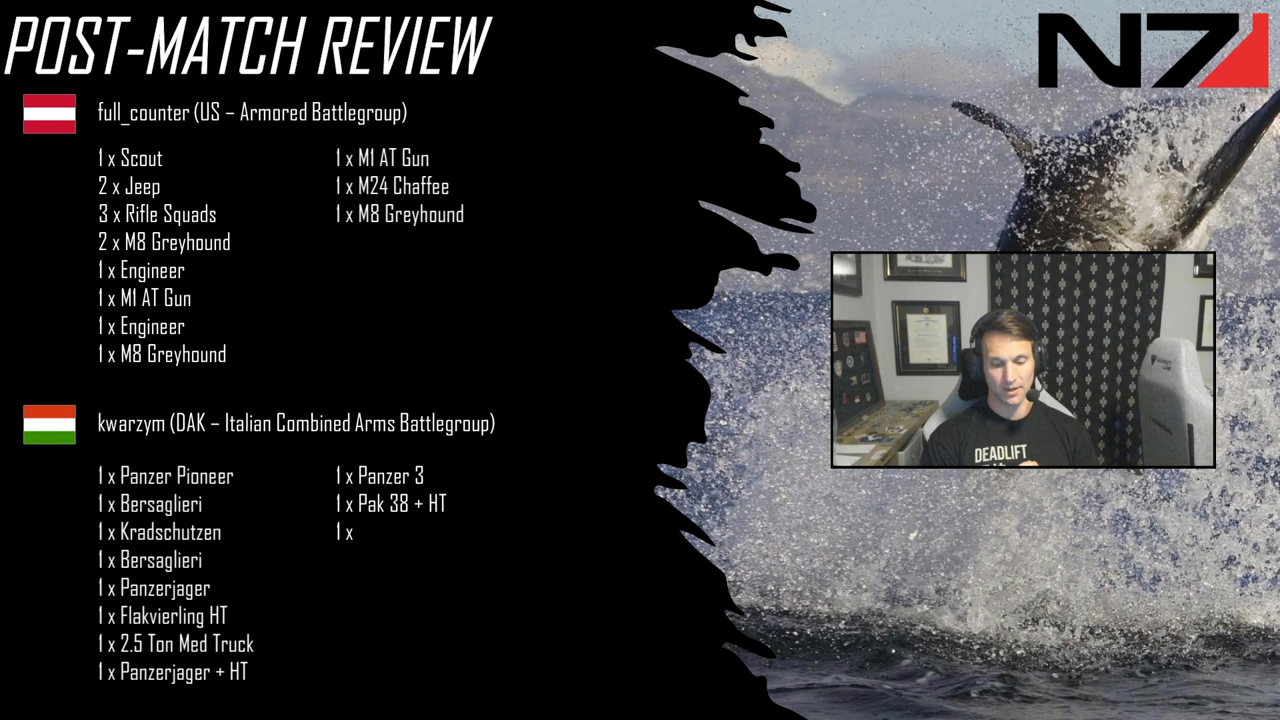 POST-MATCH REVIEW
N7
full_counter (US – Armored Battlegroup)
1 x Scout
2 x Jeep
3 x Rifle Squads
2 x M8 Greyhound
1 x Engineer
1 x M1 AT Gun
1 x Engineer
1 x M8 Greyhound
1 x M1 AT Gun
1 x M24 Chaffee
1 x M8 Greyhound
kwarzym (DAK – Italian Combined Arms Battlegroup)
1 x Panzer Pioneer
1 x Bersaglieri
1 x Kradschutzen
1 x Bersaglieri
1 x Panzerjager
1 x Flakvierling HT
1 x 2.5 Ton Med Truck
1 x Panzerjager + HT
1 x Panzer 3
1 x Pak 38 + HT
1 x
DEADLIFT